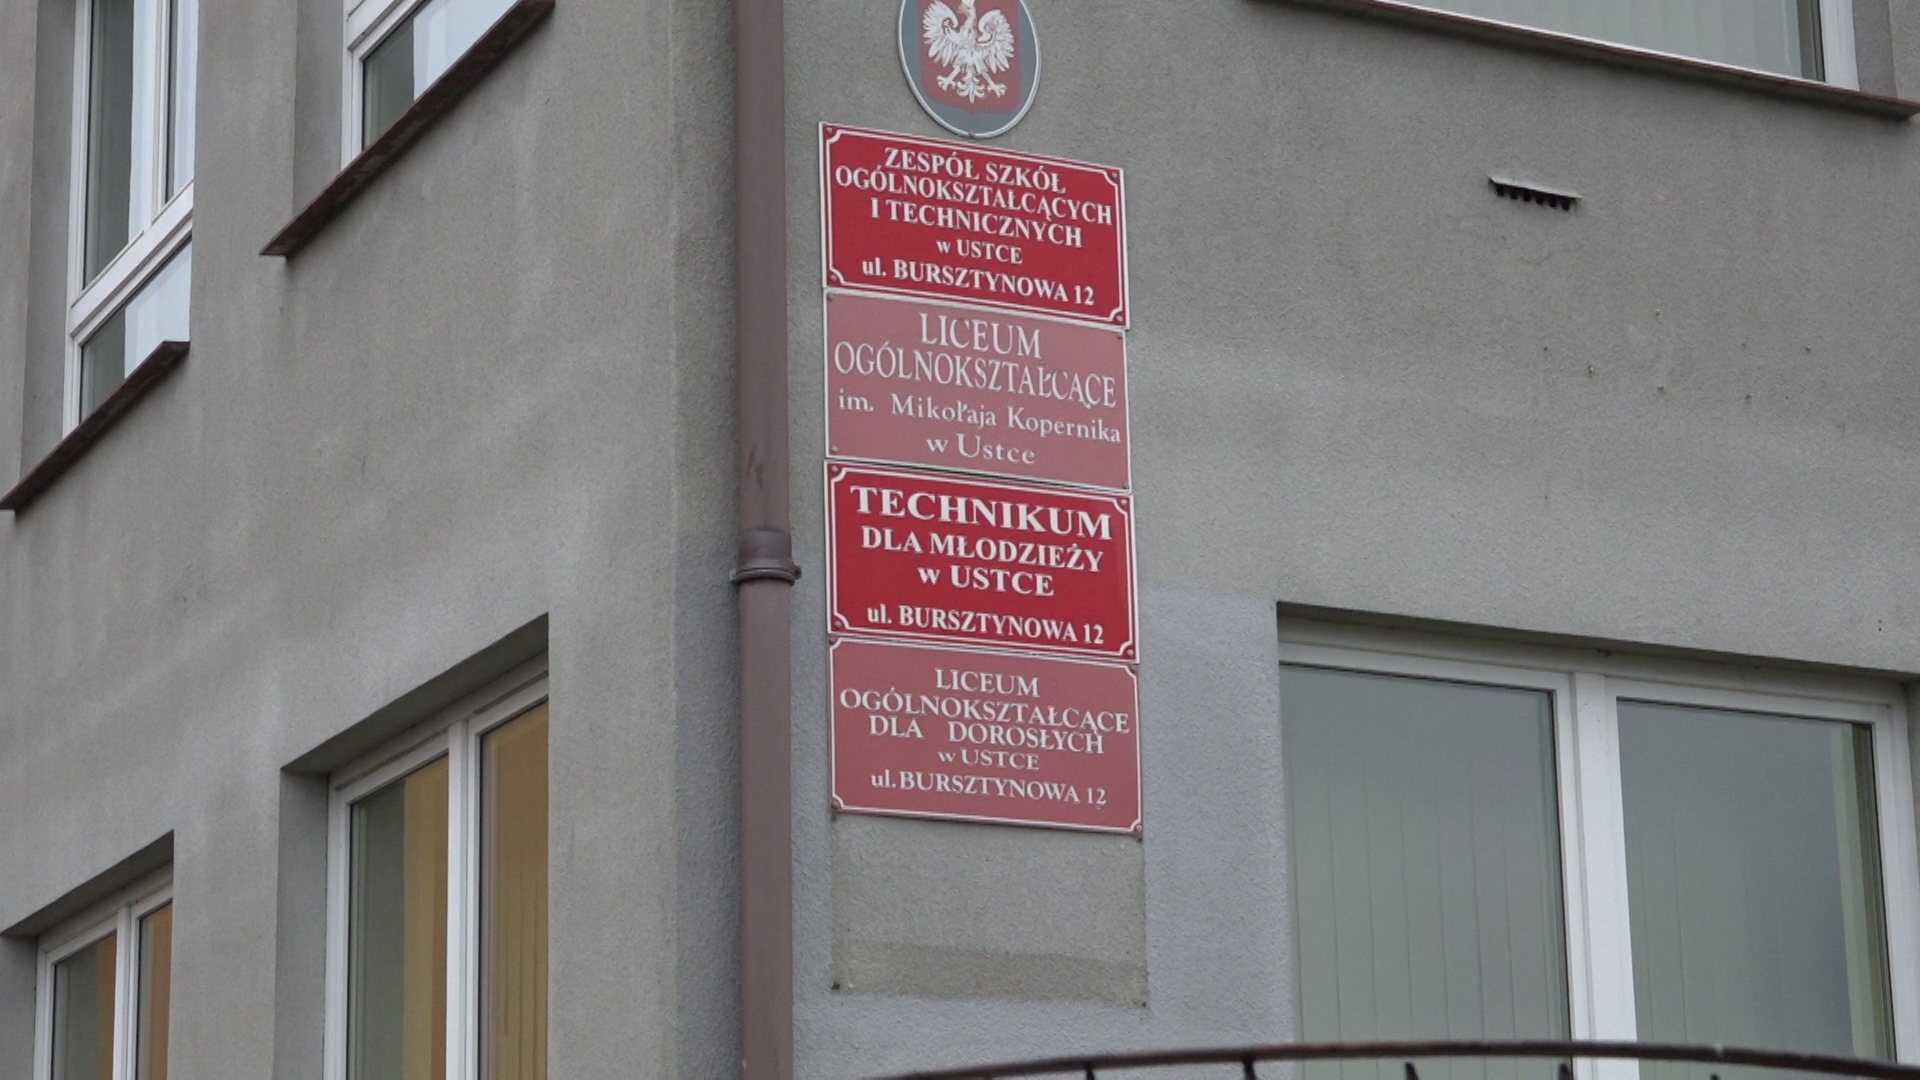 ZESPÓŁ SZKÓŁ
OGÓLNOKSZTAŁCĄCYCH
I TECHNICZNYCH
w USTCE
ul. BURSZTYNOWA 12
LICEUM
OGÓLNOKSZTAŁCĄCE
im. Mikołaja Kopernika
w Ustce
TECHNIKUM
DLA MŁODZIEŻY
w USTCE
ul. BURSZTYNOWA 12
LICEUM
OGÓLNOKSZTAŁCĄCE
DLA DOROSŁYCH
w USTCE
ul. BURSZTYNOWA 12